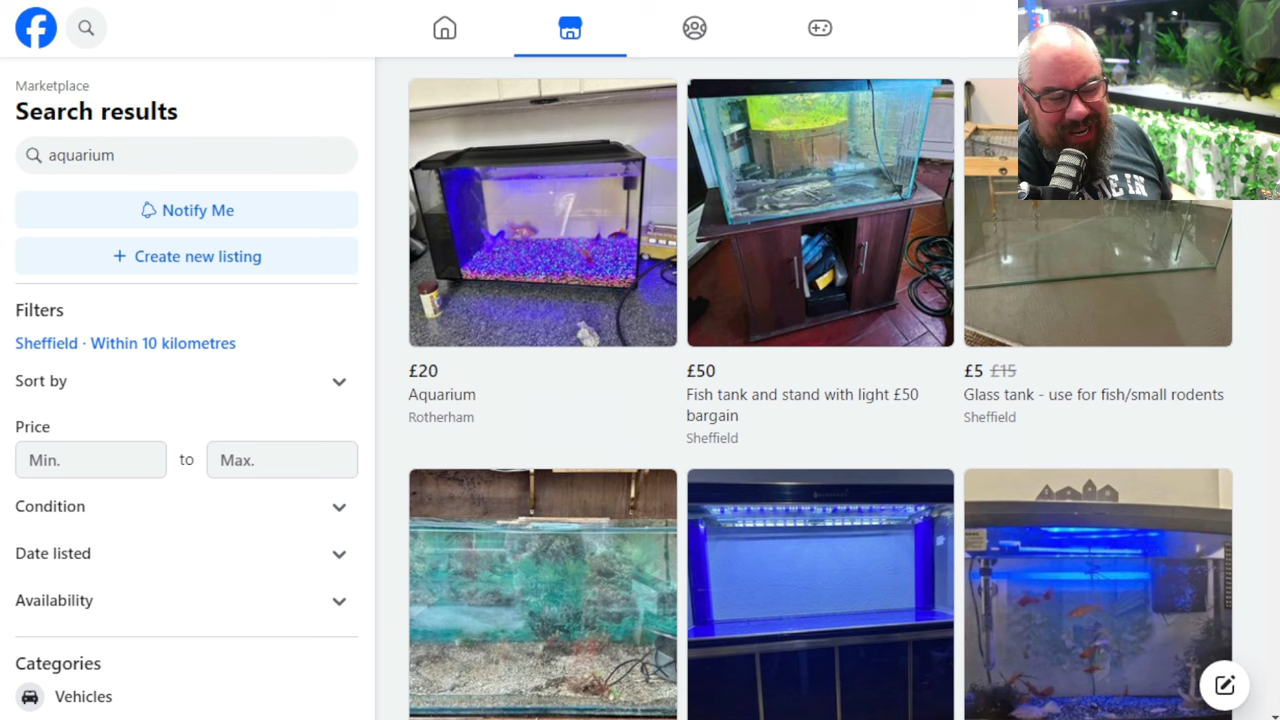 Marketplace
Search results
aquarium
Notify Me
+ Create new listing
Filters
Sheffield · Within 10 kilometres
Sort by
Price
Min.
to
Max.
Condition
Date listed
Availability
Categories
Vehicles
£20
Aquarium
Rotherham
£50
Fish tank and stand with light £50
bargain
Sheffield
£5 £15
Glass tank - use for fish/small rodents
Sheffield
DE IN